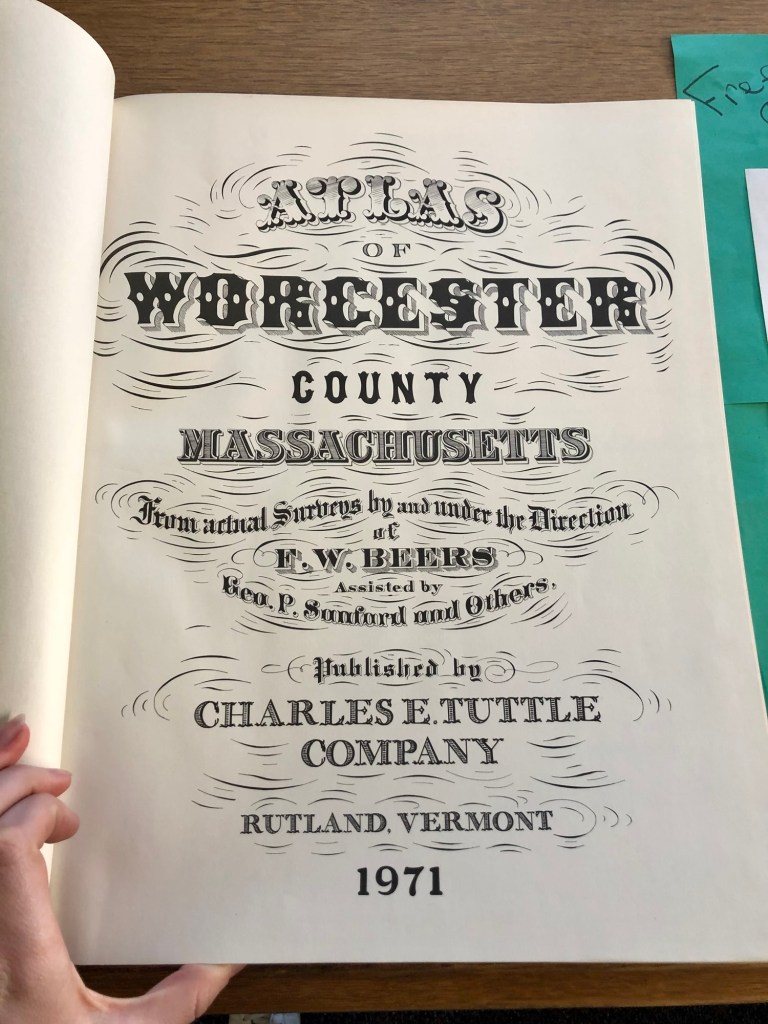 ATLAS
OF
WORCESTER
COUNTY
MASSACHUSETTS
From actual Surveys by and under the Direction
of
F. W. BEERS
Assisted by
Geo. P. Sanford and Others.
Published by
CHARLES E. TUTTLE
COMPANY
RUTLAND, VERMONT
1971